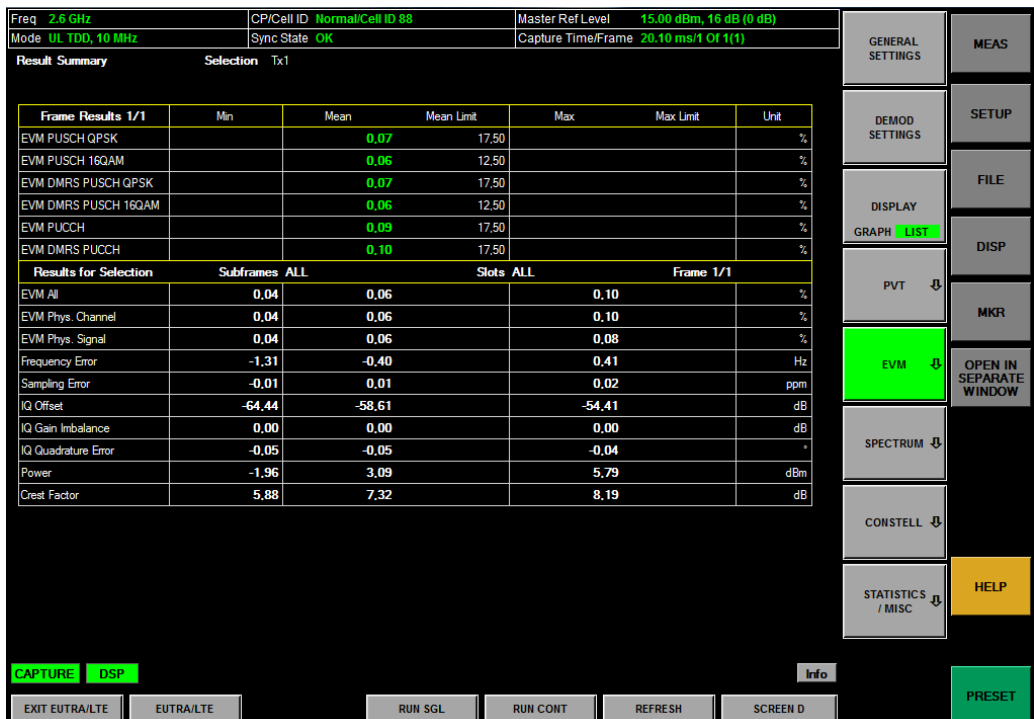 Freq 2.6 GHz CP/Cell ID Normal/Cell ID 88 Master Ref Level 15.00 dBm, 16 dB (0 dB)
Mode UL TDD, 10 MHz Sync State OK Capture Time/Frame 20.10 ms/1 Of 1(1)
Result Summary Selection Tx1
Frame Results 1/1 Min Mean Mean Limit Max Max Limit Unit
EVM PUSCH QPSK 0,07 17,50 %
EVM PUSCH 16QAM 0,06 12,50 %
EVM DMRS PUSCH QPSK 0,07 17,50 %
EVM DMRS PUSCH 16QAM 0,06 12,50 %
EVM PUCCH 0,09 17,50 %
EVM DMRS PUCCH 0,10 17,50 %
Results for Selection Subframes ALL Slots ALL Frame 1/1
EVM All 0,04 0,06 0,10 %
EVM Phys. Channel 0,04 0,06 0,10 %
EVM Phys. Signal 0,04 0,06 0,08 %
Frequency Error -1,31 -0,40 0,41 Hz
Sampling Error -0,01 0,01 0,02 ppm
IQ Offset -64,44 -58,61 -54,41 dB
IQ Gain Imbalance 0,00 0,00 0,00 dB
IQ Quadrature Error -0,05 -0,05 -0,04 °
Power -1,96 3,09 5,79 dBm
Crest Factor 5,88 7,32 8,19 dB
CAPTURE DSP Info
EXIT EUTRA/LTE EUTRA/LTE RUN SGL RUN CONT REFRESH SCREEN D
GENERAL
SETTINGS
DEMOD
SETTINGS
DISPLAY
GRAPH LIST
PVT
EVM
SPECTRUM
CONSTELL
STATISTICS
/ MISC
MEAS
SETUP
FILE
DISP
MKR
OPEN IN
SEPARATE
WINDOW
HELP
PRESET